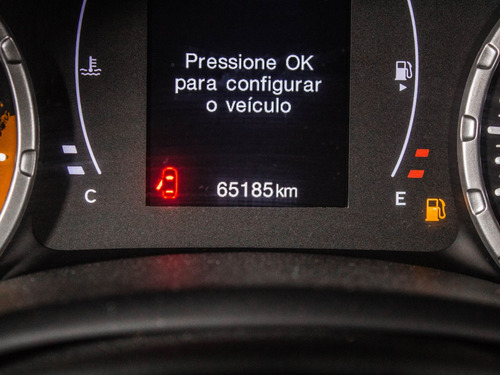 Pressione OK
para configurar
o veículo
65185km
C
E